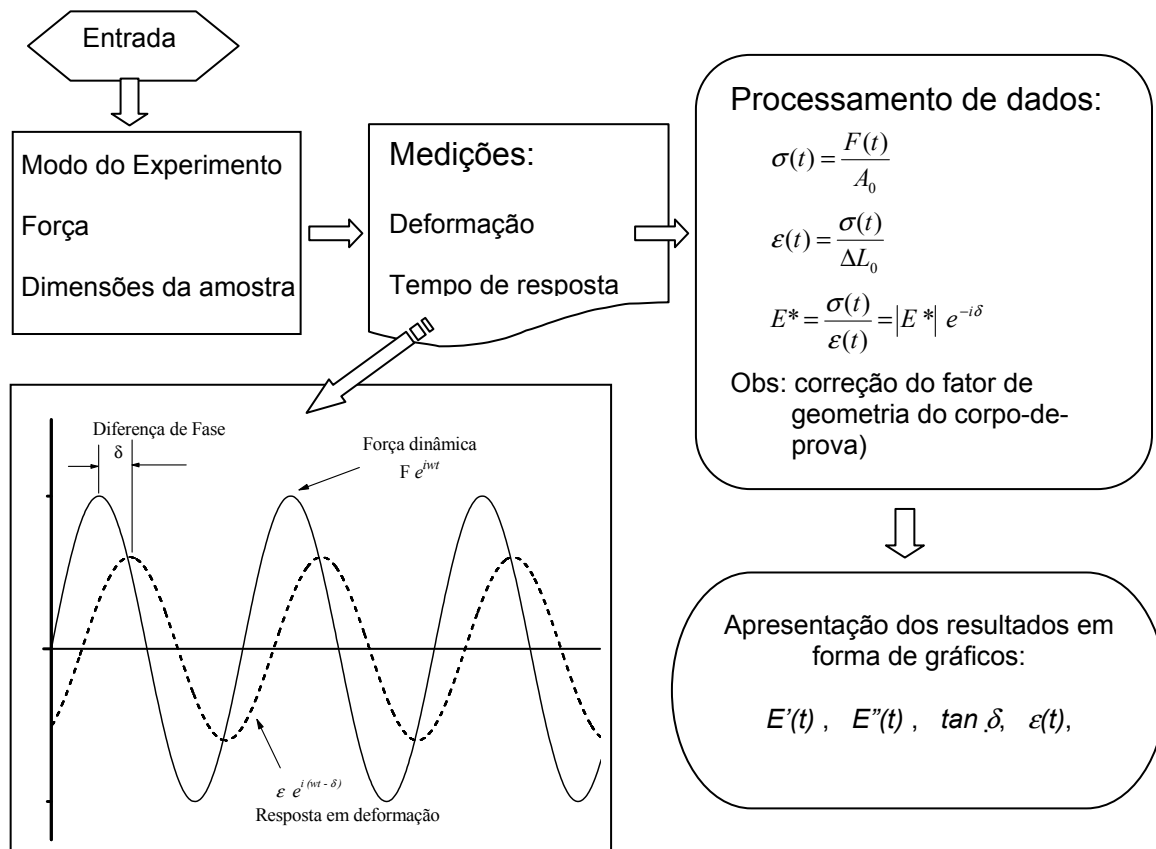 Entrada
Modo do Experimento
Força
Dimensões da amostra
Medições:
Deformação
Tempo de resposta
Processamento de dados:
σ(t) = F(t) / A₀
ε(t) = σ(t) / ΔL₀
E* = σ(t) / ε(t) = |E*| e^{-iδ}
Obs: correção do fator de
geometria do corpo-de-
prova)
Diferença de Fase
δ
Força dinâmica
F e^{iwt}
ε e^{i (wt - δ)}
Resposta em deformação
Apresentação dos resultados em
forma de gráficos:
E'(t) , E"(t) , tan .δ, ε(t),